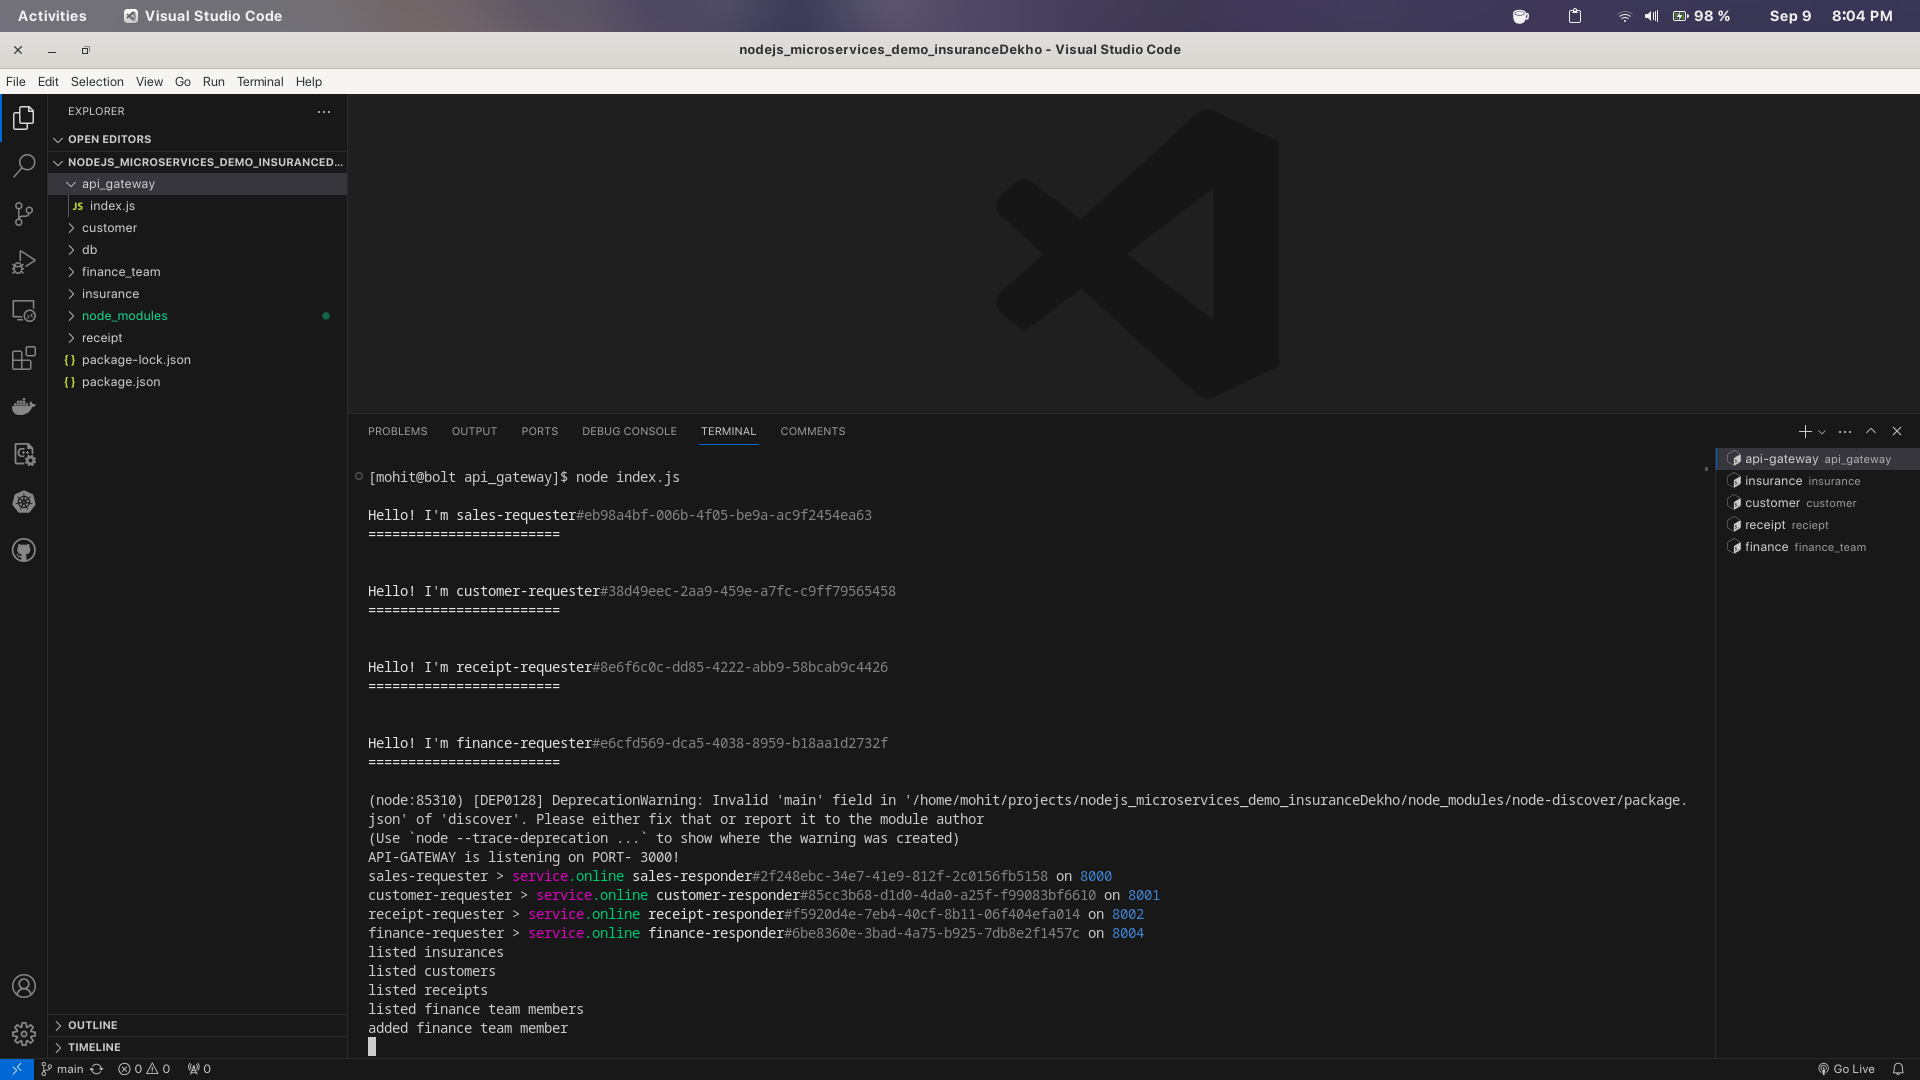 Activities
Visual Studio Code
98 %
Sep 9 8:04 PM
nodejs_microservices_demo_insuranceDekho - Visual Studio Code
File Edit Selection View Go Run Terminal Help
EXPLORER
OPEN EDITORS
NODEJS_MICROSERVICES_DEMO_INSURANCED...
api_gateway
JS index.js
customer
db
finance_team
insurance
node_modules
receipt
{} package-lock.json
{} package.json
OUTLINE
TIMELINE
PROBLEMS OUTPUT PORTS DEBUG CONSOLE TERMINAL COMMENTS
[mohit@bolt api_gateway]$ node index.js
Hello! I'm sales-requester#eb98a4bf-006b-4f05-be9a-ac9f2454ea63
========================
Hello! I'm customer-requester#38d49eec-2aa9-459e-a7fc-c9ff79565458
========================
Hello! I'm receipt-requester#8e6f6c0c-dd85-4222-abb9-58bcab9c4426
========================
Hello! I'm finance-requester#e6cfd569-dca5-4038-8959-b18aa1d2732f
========================
(node:85310) [DEP0128] DeprecationWarning: Invalid 'main' field in '/home/mohit/projects/nodejs_microservices_demo_insuranceDekho/node_modules/node-discover/package.
json' of 'discover'. Please either fix that or report it to the module author
(Use `node --trace-deprecation ...` to show where the warning was created)
API-GATEWAY is listening on PORT- 3000!
sales-requester > service.online sales-responder#2f248ebc-34e7-41e9-812f-2c0156fb5158 on 8000
customer-requester > service.online customer-responder#85cc3b68-d1d0-4da0-a25f-f99083bf6610 on 8001
receipt-requester > service.online receipt-responder#f5920d4e-7eb4-40cf-8b11-06f404efa014 on 8002
finance-requester > service.online finance-responder#6be8360e-3bad-4a75-b925-7db8e2f1457c on 8004
listed insurances
listed customers
listed receipts
listed finance team members
added finance team member
api-gateway api_gateway
insurance insurance
customer customer
receipt reciept
finance finance_team
main 0 0 0
Go Live